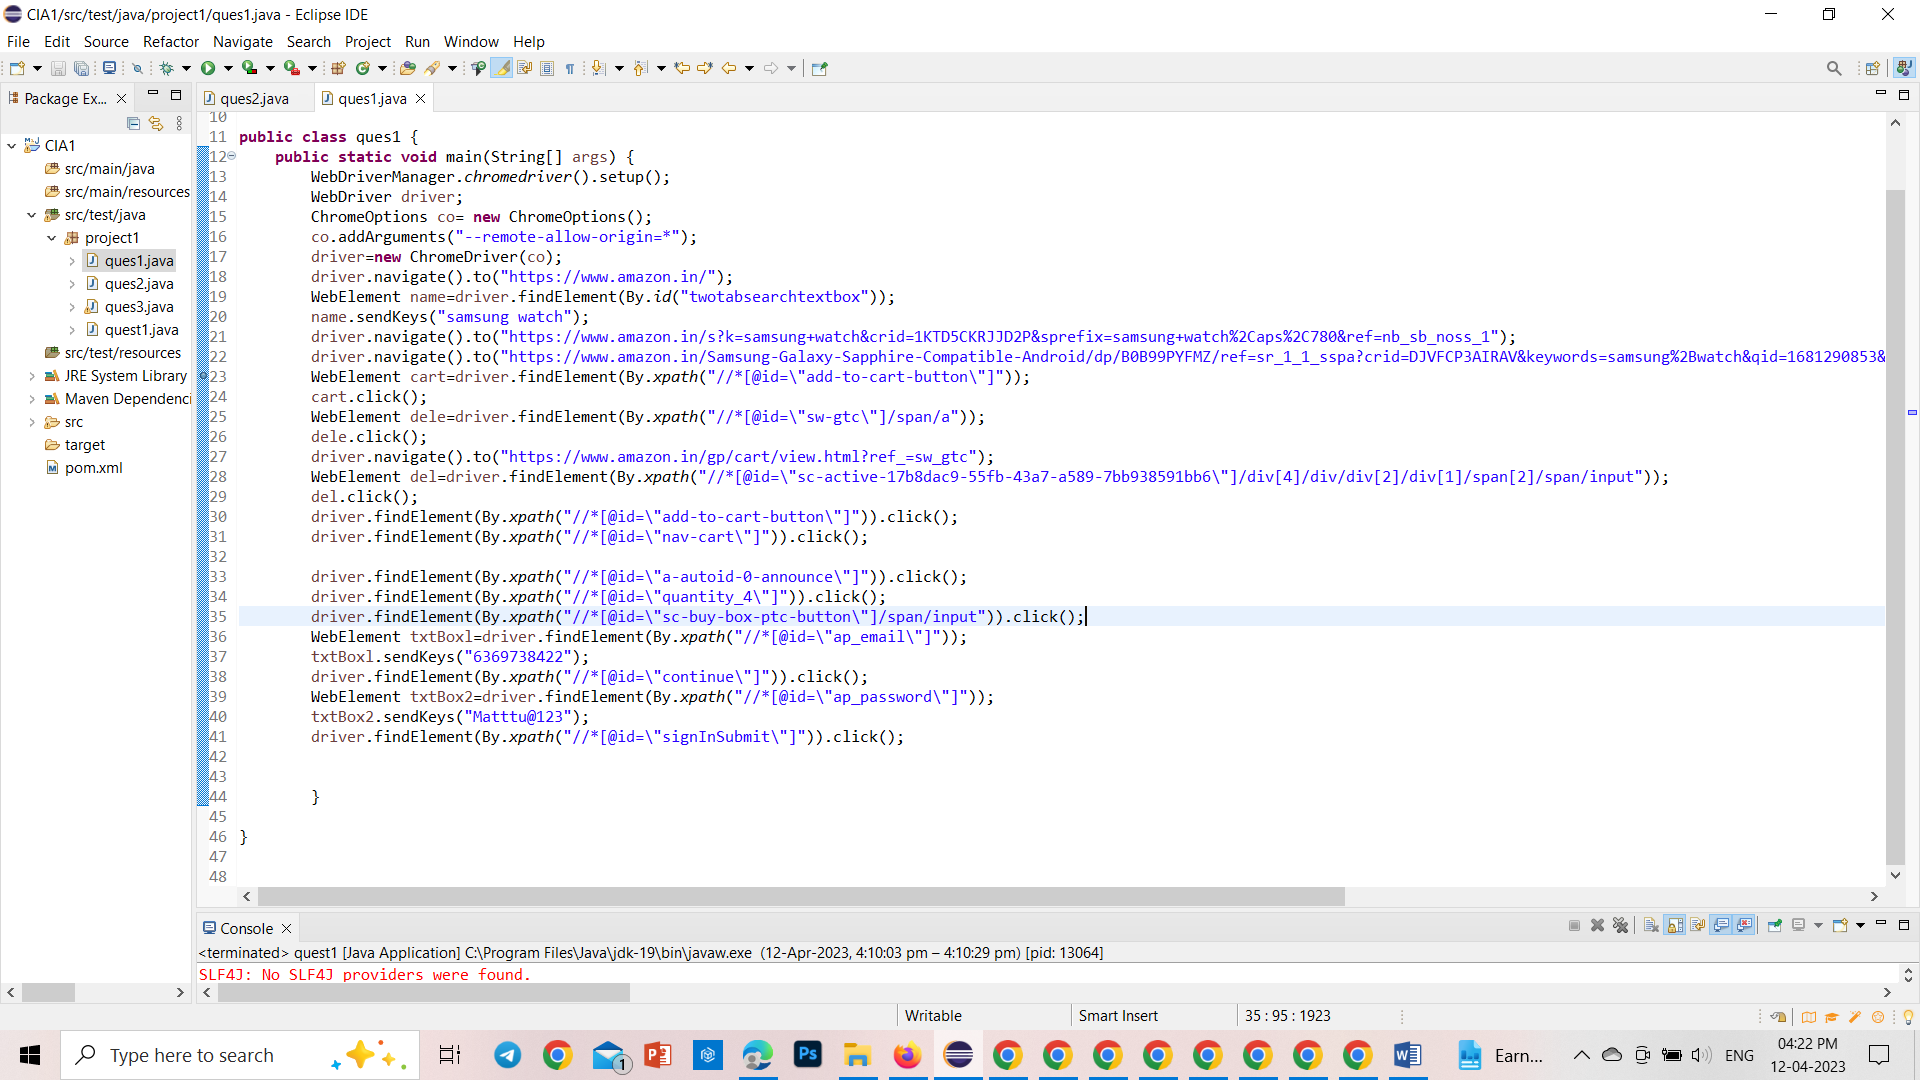 CIA1/src/test/java/project1/ques1.java - Eclipse IDE
File Edit Source Refactor Navigate Search Project Run Window Help
Package Ex...
ques2.java
ques1.java
CIA1
src/main/java
src/main/resources
src/test/java
project1
ques1.java
ques2.java
ques3.java
quest1.java
src/test/resources
JRE System Library
Maven Dependenci
src
target
pom.xml
10
11 public class ques1 {
12 public static void main(String[] args) {
13 WebDriverManager.chromedriver().setup();
14 WebDriver driver;
15 ChromeOptions co= new ChromeOptions();
16 co.addArguments("--remote-allow-origin=*");
17 driver=new ChromeDriver(co);
18 driver.navigate().to("https://www.amazon.in/");
19 WebElement name=driver.findElement(By.id("twotabsearchtextbox"));
20 name.sendKeys("samsung watch");
21 driver.navigate().to("https://www.amazon.in/s?k=samsung+watch&crid=1KTD5CKRJJD2P&sprefix=samsung+watch%2Caps%2C780&ref=nb_sb_noss_1");
22 driver.navigate().to("https://www.amazon.in/Samsung-Galaxy-Sapphire-Compatible-Android/dp/B0B99PYFMZ/ref=sr_1_1_sspa?crid=DJVFCP3AIRAV&keywords=samsung%2Bwatch&qid=1681290853&
23 WebElement cart=driver.findElement(By.xpath("//*[@id=\"add-to-cart-button\"]"));
24 cart.click();
25 WebElement dele=driver.findElement(By.xpath("//*[@id=\"sw-gtc\"]/span/a"));
26 dele.click();
27 driver.navigate().to("https://www.amazon.in/gp/cart/view.html?ref_=sw_gtc");
28 WebElement del=driver.findElement(By.xpath("//*[@id=\"sc-active-17b8dac9-55fb-43a7-a589-7bb938591bb6\"]/div[4]/div/div[2]/div[1]/span[2]/span/input"));
29 del.click();
30 driver.findElement(By.xpath("//*[@id=\"add-to-cart-button\"]")).click();
31 driver.findElement(By.xpath("//*[@id=\"nav-cart\"]")).click();
32
33 driver.findElement(By.xpath("//*[@id=\"a-autoid-0-announce\"]")).click();
34 driver.findElement(By.xpath("//*[@id=\"quantity_4\"]")).click();
35 driver.findElement(By.xpath("//*[@id=\"sc-buy-box-ptc-button\"]/span/input")).click();
36 WebElement txtBoxl=driver.findElement(By.xpath("//*[@id=\"ap_email\"]"));
37 txtBoxl.sendKeys("6369738422");
38 driver.findElement(By.xpath("//*[@id=\"continue\"]")).click();
39 WebElement txtBox2=driver.findElement(By.xpath("//*[@id=\"ap_password\"]"));
40 txtBox2.sendKeys("Matttu@123");
41 driver.findElement(By.xpath("//*[@id=\"signInSubmit\"]")).click();
42
43
44 }
45
46 }
47
48
Console
<terminated> quest1 [Java Application] C:\Program Files\Java\jdk-19\bin\javaw.exe (12-Apr-2023, 4:10:03 pm – 4:10:29 pm) [pid: 13064]
SLF4J: No SLF4J providers were found.
Writable
Smart Insert
35 : 95 : 1923
Type here to search
1
Ps
Earn...
ENG
04:22 PM
12-04-2023